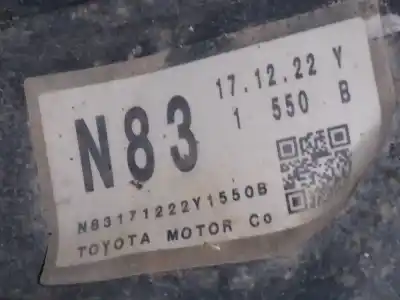 N83
17.12.22 Y
1 550 B
N83171222Y1550B
TOYOTA MOTOR Co